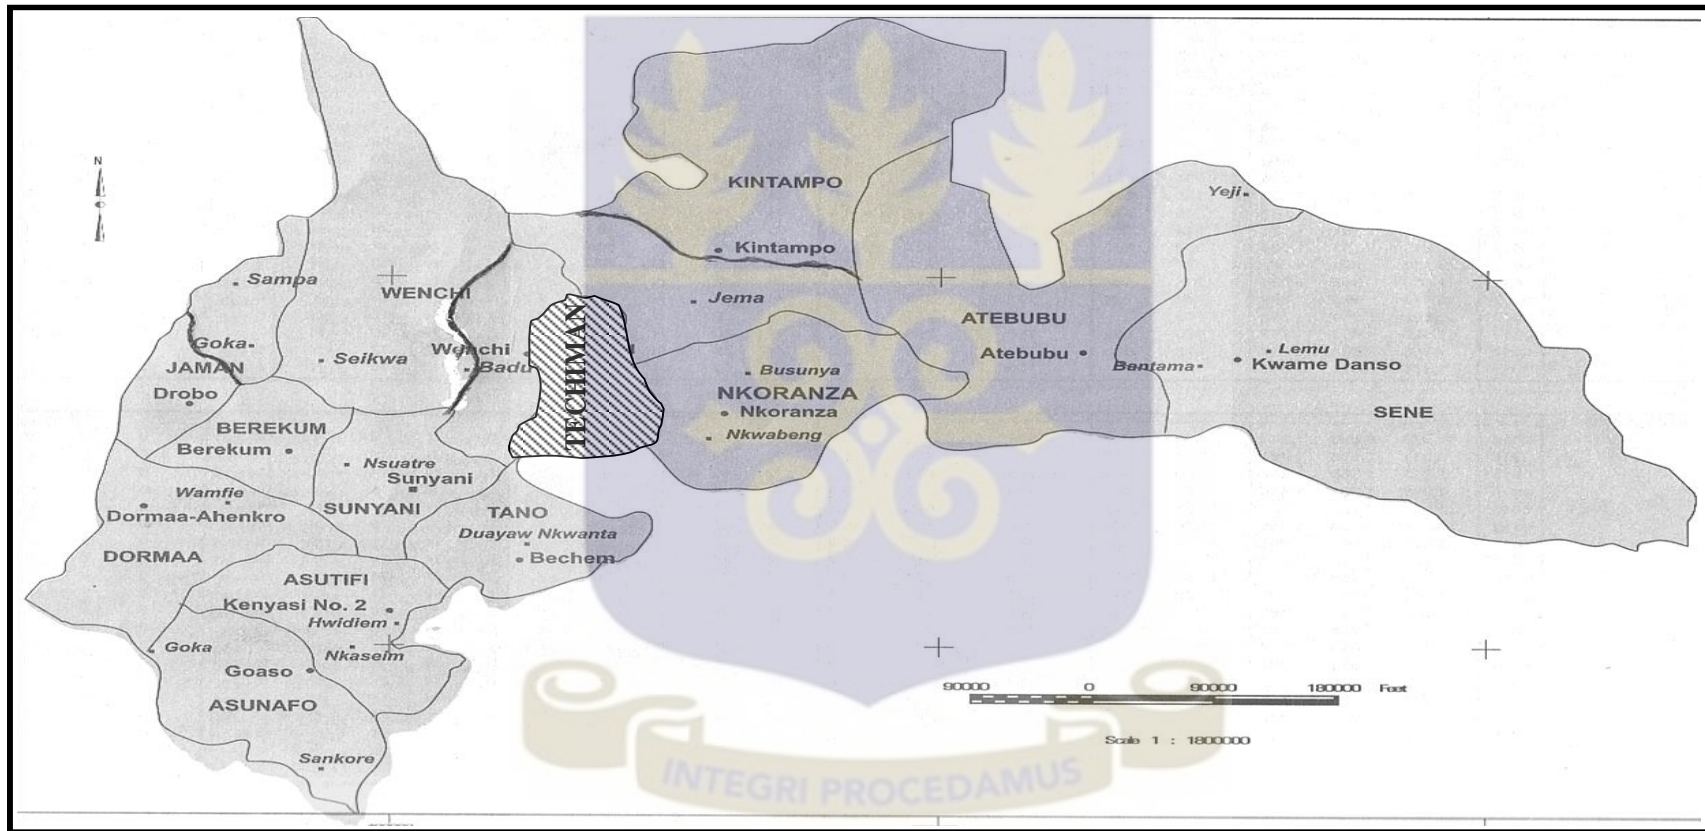 N
KINTAMPO
Yeji
Kintampo
Sampa
WENCHI
Jema
ATEBUBU
Goka
Wenchi
Seikwa
Badu
TECHIMAN
Atebubu
Lemu
Bantama
Kwame Danso
JAMAN
Busunya
NKORANZA
Drobo
Nkoranza
SENE
BEREKUM
Nkwabeng
Berekum
Nsuatre
Sunyani
Wamfie
SUNYANI
TANO
Dormaa-Ahenkro
Duayaw Nkwanta
DORMAA
Bechem
ASUTIFI
Kenyasi No. 2
Hwidiem
Goka
Nkaseim
Goaso
ASUNAFO
90000 0 90000 180000 Feet
Scale 1 : 1800000
Sankore
INTEGRI PROCEDAMUS